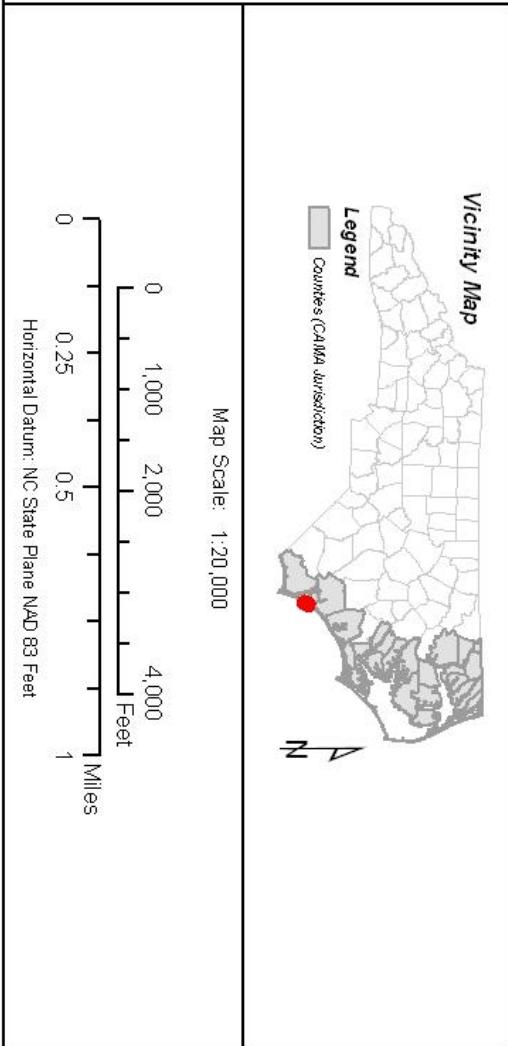 Vicinity Map
Legend
Counties (CAMA Jurisdiction)
N
Map Scale: 1:20,000
0 1,000 2,000 4,000
Feet
0 0.25 0.5 1
Miles
Horizontal Datum: NC State Plane NAD 83 Feet